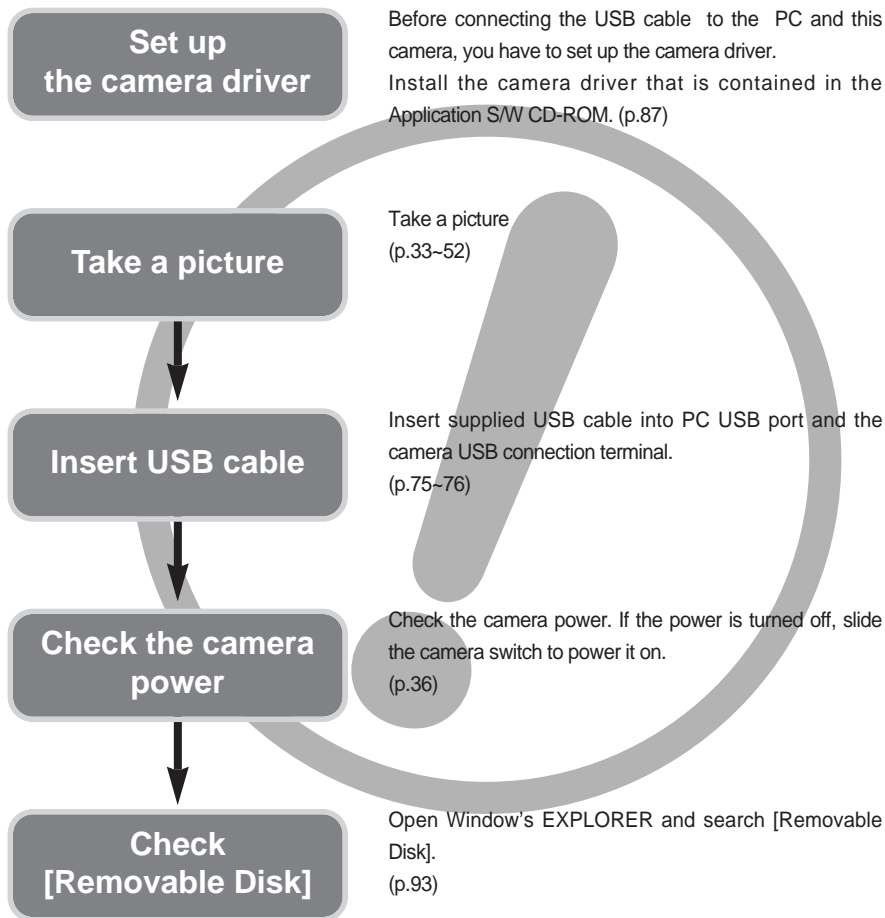 Set up
the camera driver
Before connecting the USB cable to the PC and this
camera, you have to set up the camera driver.
Install the camera driver that is contained in the
Application S/W CD-ROM. (p.87)
Take a picture
Take a picture
(p.33~52)
Insert USB cable
Insert supplied USB cable into PC USB port and the
camera USB connection terminal.
(p.75~76)
Check the camera
power
Check the camera power. If the power is turned off, slide
the camera switch to power it on.
(p.36)
Check
[Removable Disk]
Open Window's EXPLORER and search [Removable
Disk].
(p.93)